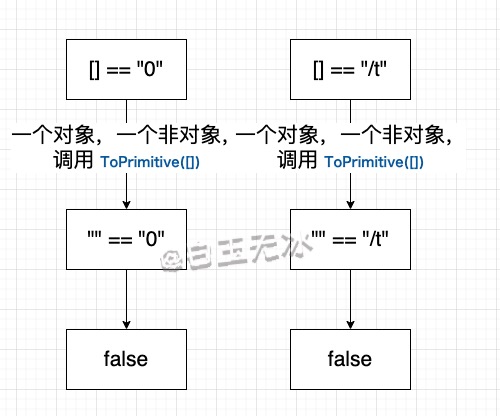 [] == "0"
一个对象，一个非对象,
调用 ToPrimitive([])
"" == "0"
false
[] == "/t"
一个对象，一个非对象，
调用 ToPrimitive([])
"" == "/t"
false
@白玉无冰